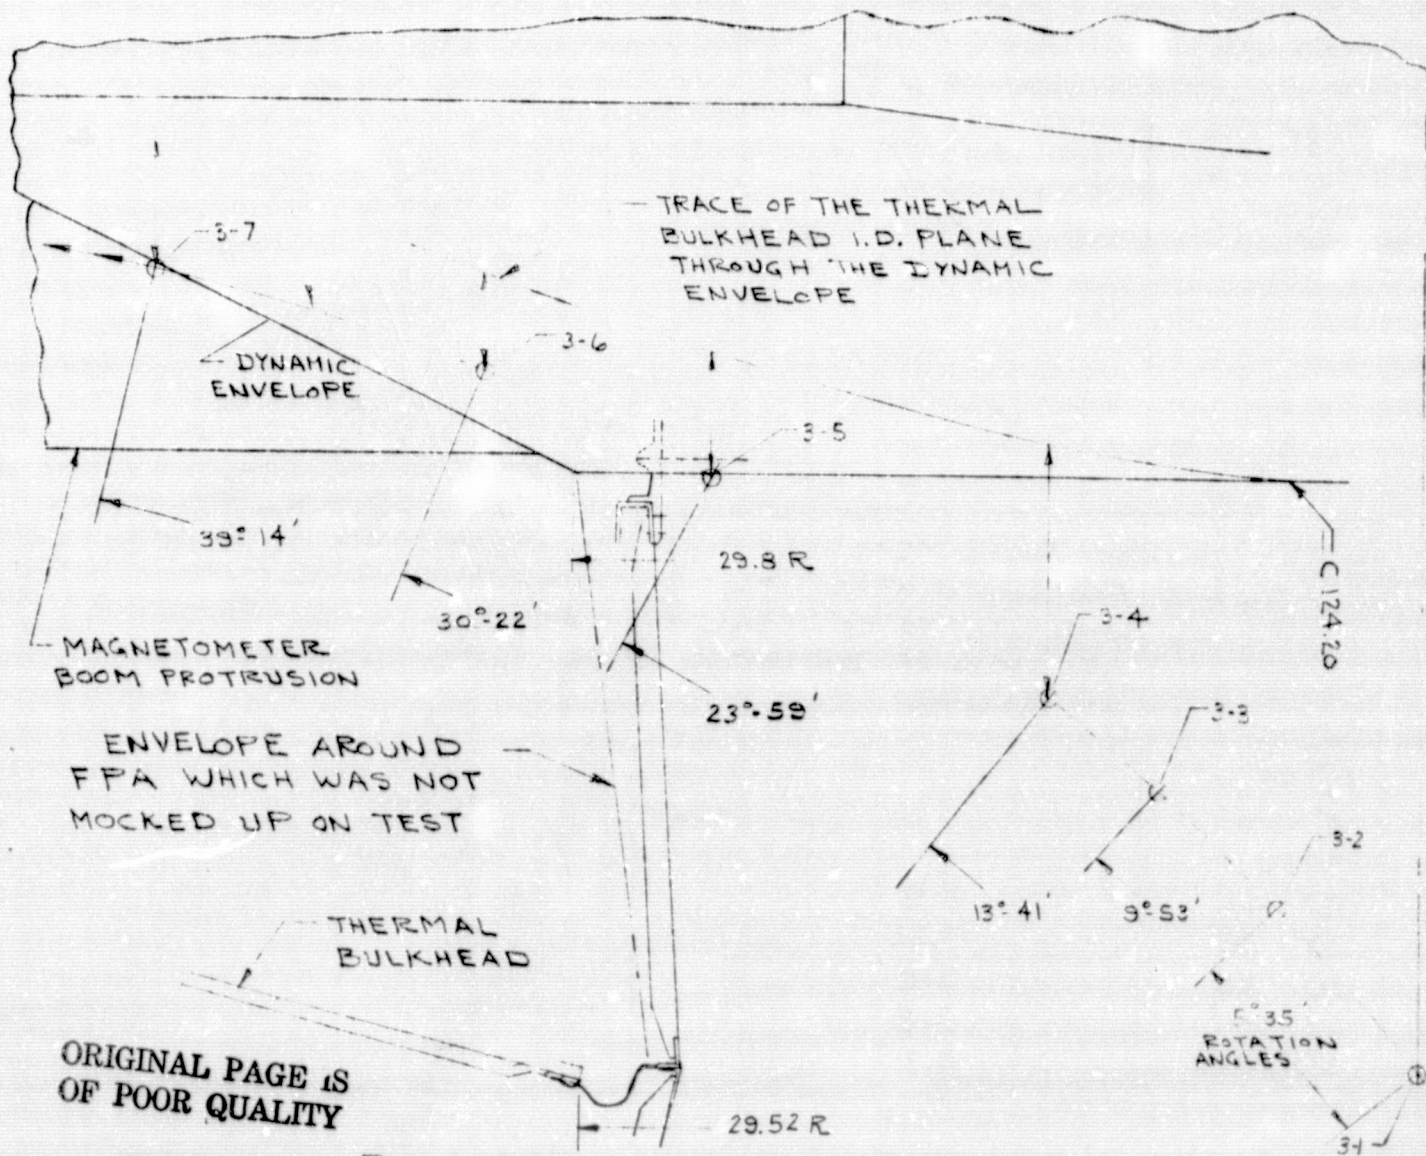 3-7
TRACE OF THE THERMAL
BULKHEAD I.D. PLANE
THROUGH THE DYNAMIC
ENVELOPE
3-6
DYNAMIC
ENVELOPE
3-5
39° 14'
29.8 R
C124.20
30°-22'
3-4
MAGNETOMETER
BOOM PROTRUSION
23°-59'
3-3
ENVELOPE AROUND
FPA WHICH WAS NOT
MOCKED UP ON TEST
3-2
13° 41'
9° 53'
THERMAL
BULKHEAD
5° 35'
ROTATION
ANGLES
ORIGINAL PAGE IS
OF POOR QUALITY
29.52 R
3-1